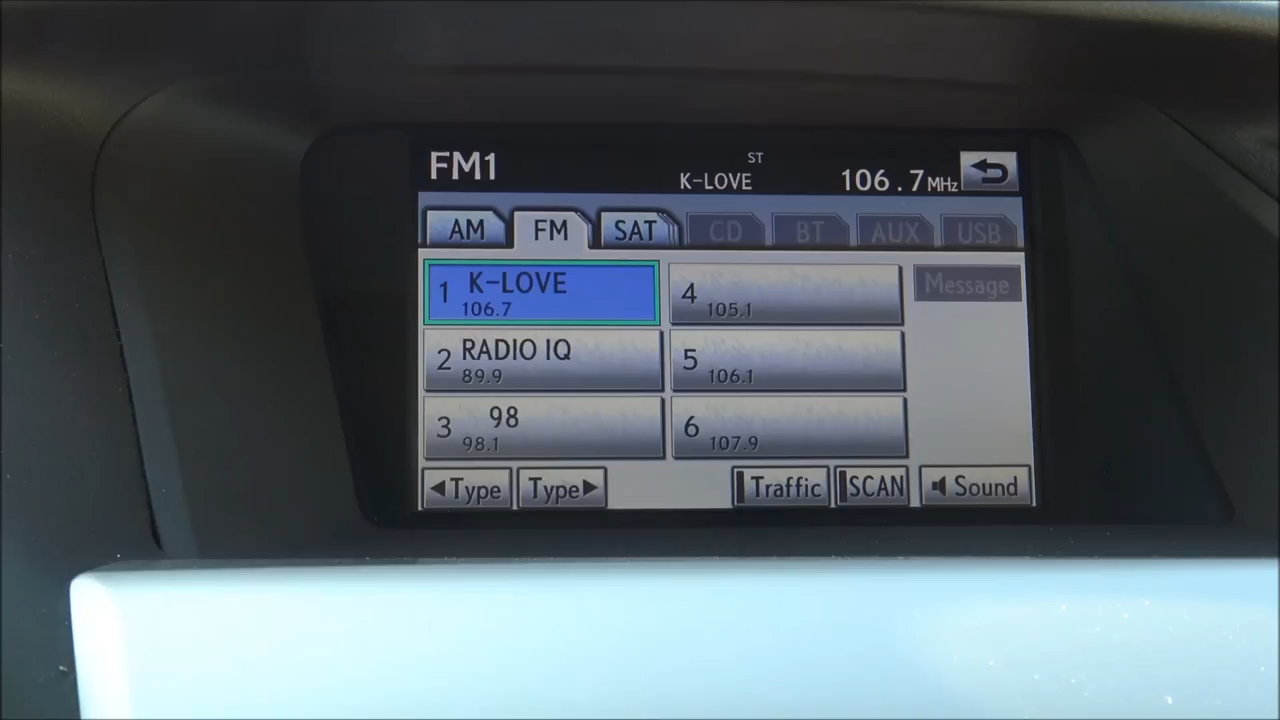 FM1
ST
K-LOVE
106.7MHz
AM
FM
SAT
CD
BT
AUX
USB
1 K-LOVE
106.7
4
105.1
Message
2 RADIO IQ
89.9
5
106.1
3 98
98.1
6
107.9
◀Type
Type▶
Traffic
SCAN
Sound